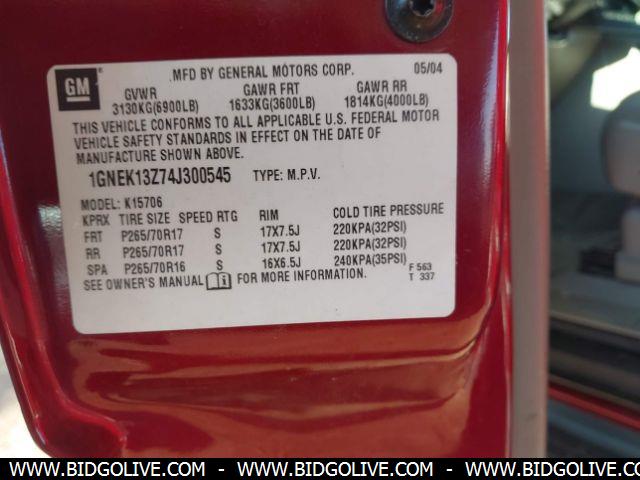 GM ®
MFD BY GENERAL MOTORS CORP. 05/04
GVWR GAWR FRT GAWR RR
3130KG(6900LB) 1633KG(3600LB) 1814KG(4000LB)
THIS VEHICLE CONFORMS TO ALL APPLICABLE U.S. FEDERAL MOTOR
VEHICLE SAFETY STANDARDS IN EFFECT ON THE DATE OF
MANUFACTURE SHOWN ABOVE.
1GNEK13Z74J300545 TYPE: M.P.V.
MODEL: K15706
KPRX TIRE SIZE SPEED RTG RIM COLD TIRE PRESSURE
FRT P265/70R17 S 17X7.5J 220KPA(32PSI)
RR P265/70R17 S 17X7.5J 220KPA(32PSI)
SPA P265/70R16 S 16X6.5J 240KPA(35PSI)
SEE OWNER'S MANUAL FOR MORE INFORMATION. F 563
T 337
WWW.BIDGOLIVE.COM - WWW.BIDGOLIVE.COM - WWW.BIDGOLIVE.COM